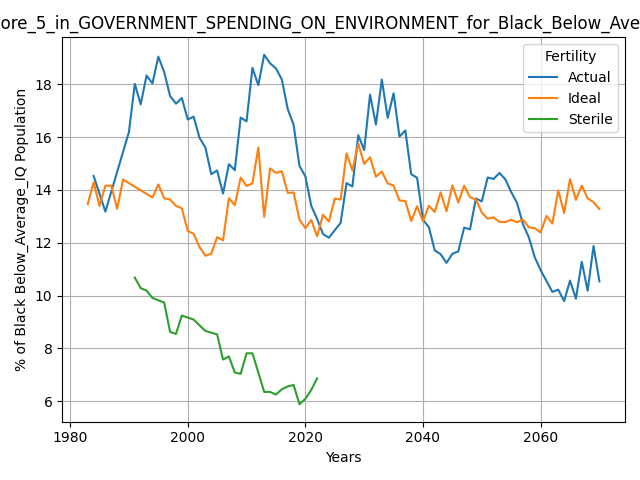 ore_5_in_GOVERNMENT_SPENDING_ON_ENVIRONMENT_for_Black_Below_Ave
Fertility
Actual
Ideal
Sterile
% of Black Below_Average_IQ Population
18
16
14
12
10
8
6
1980 2000 2020 2040 2060
Years